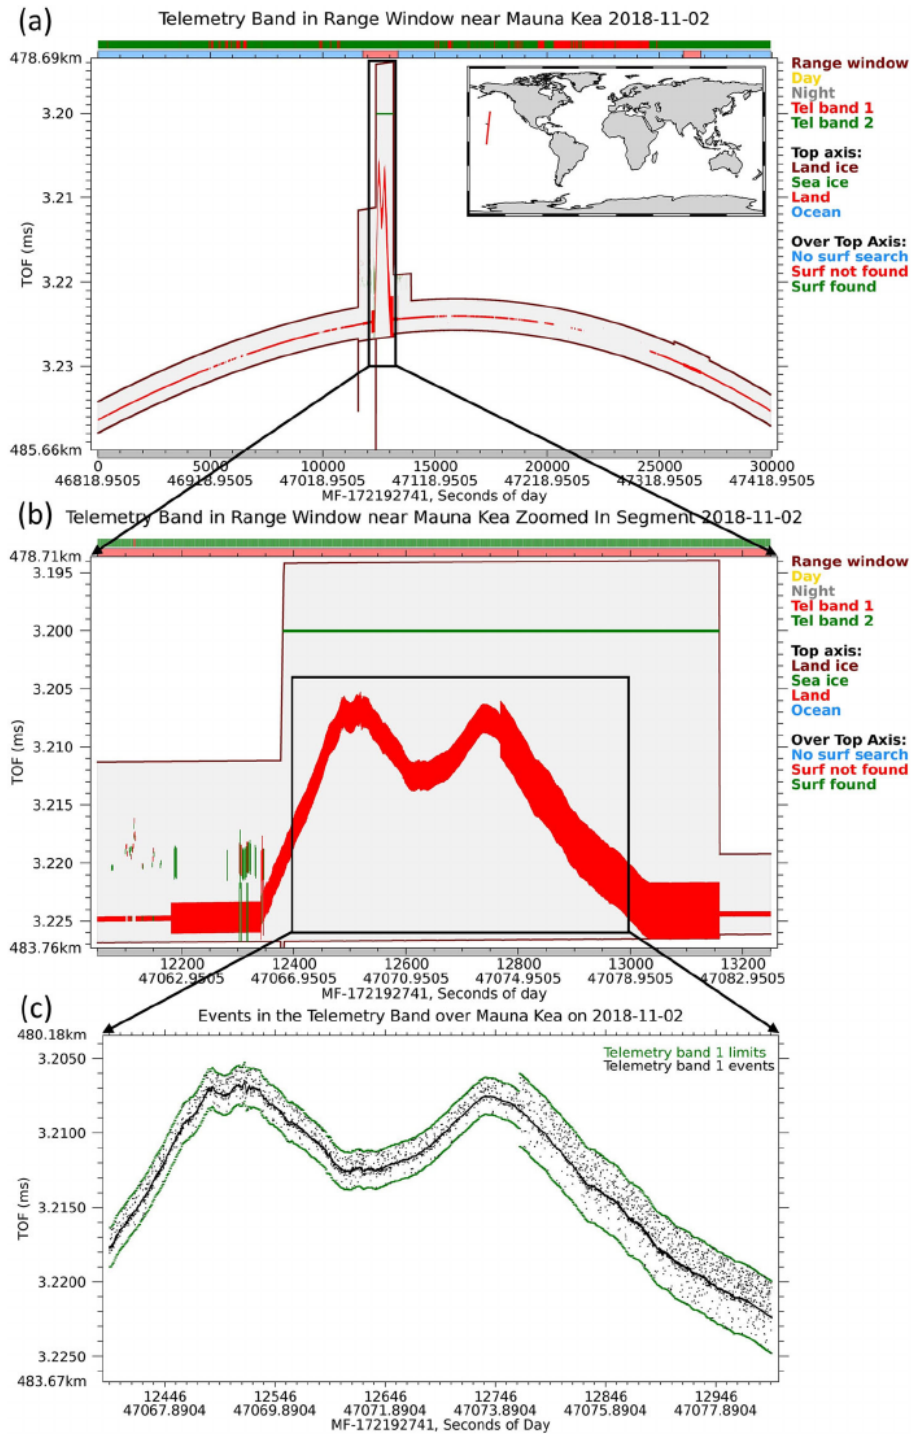 (a)
Telemetry Band in Range Window near Mauna Kea 2018-11-02
478.69km
3.20
3.21
3.22
3.23
485.66km
TOF (ms)
0 5000 10000 15000 20000 25000 30000
46818.9505 46918.9505 47018.9505 47118.9505 47218.9505 47318.9505 47418.9505
MF-172192741, Seconds of day
Range window
Day
Night
Tel band 1
Tel band 2
Top axis:
Land ice
Sea ice
Land
Ocean
Over Top Axis:
No surf search
Surf not found
Surf found
(b)
Telemetry Band in Range Window near Mauna Kea Zoomed In Segment 2018-11-02
478.71km
3.195
3.200
3.205
3.210
3.215
3.220
3.225
483.76km
TOF (ms)
12200 12400 12600 12800 13000 13200
47062.9505 47066.9505 47070.9505 47074.9505 47078.9505 47082.9505
MF-172192741, Seconds of day
Range window
Day
Night
Tel band 1
Tel band 2
Top axis:
Land ice
Sea ice
Land
Ocean
Over Top Axis:
No surf search
Surf not found
Surf found
(c)
Events in the Telemetry Band over Mauna Kea on 2018-11-02
480.18km
3.2050
3.2100
3.2150
3.2200
3.2250
483.67km
TOF (ms)
Telemetry band 1 limits
Telemetry band 1 events
12446 12546 12646 12746 12846 12946
47067.8904 47069.8904 47071.8904 47073.8904 47075.8904 47077.8904
MF-172192741, Seconds of Day